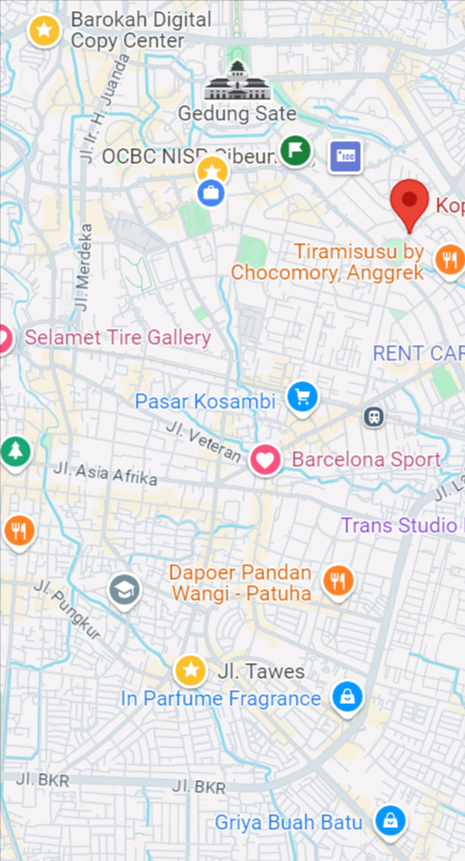 Barokah Digital
Copy Center
Jl. Ir. H. Juanda
Gedung Sate
OCBC NISP Cibeur...
Kop
Tiramisusu by
Chocomory, Anggrek
Jl. Merdeka
Selamet Tire Gallery
RENT CAR
Pasar Kosambi
Jl. Veteran
Barcelona Sport
Jl. Asia Afrika
Jl. La
Trans Studio
Dapoer Pandan
Wangi - Patuha
Jl. Pungkur
Jl. Tawes
In Parfume Fragrance
Jl. BKR
Jl. BKR
Griya Buah Batu